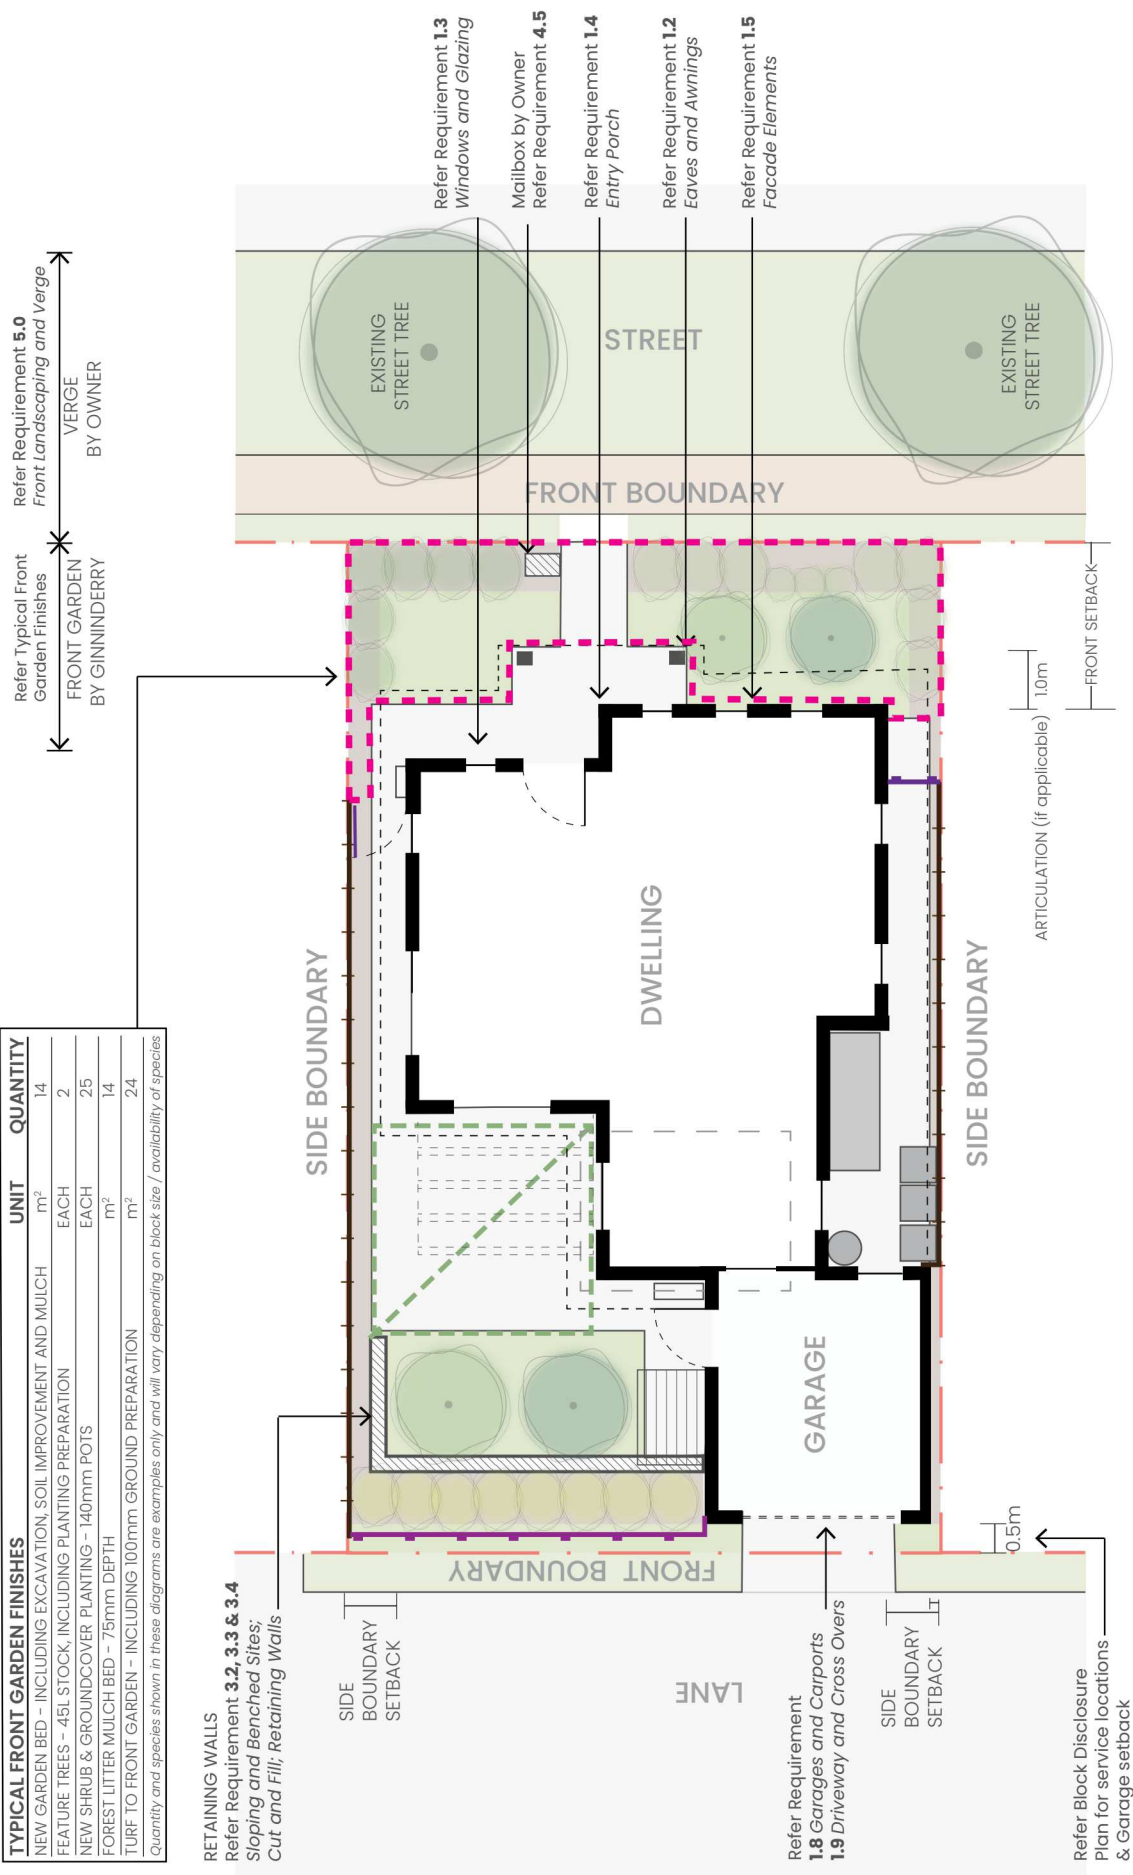 TYPICAL FRONT GARDEN FINISHES UNIT QUANTITY
NEW GARDEN BED - INCLUDING EXCAVATION, SOIL IMPROVEMENT AND MULCH m² 14
FEATURE TREES - 45L STOCK, INCLUDING PLANTING PREPARATION EACH 2
NEW SHRUB & GROUNDCOVER PLANTING - 140mm POTS EACH 25
FOREST LITTER MULCH BED - 75mm DEPTH m² 14
TURF TO FRONT GARDEN - INCLUDING 100mm GROUND PREPARATION m² 24
Quantity and species shown in these diagrams are examples only and will vary depending on block size / availability of species
Refer Typical Front
Garden Finishes
FRONT GARDEN
BY GINNINDERRY
Refer Requirement 5.0
Front Landscaping and Verge
VERGE
BY OWNER
RETAINING WALLS
Refer Requirement 3.2, 3.3 & 3.4
Sloping and Benched Sites;
Cut and Fill; Retaining Walls
SIDE
BOUNDARY
SETBACK
SIDE BOUNDARY
EXISTING
STREET TREE
Refer Requirement 1.3
Windows and Glazing
Mailbox by Owner
Refer Requirement 4.5
Refer Requirement 1.4
Entry Porch
Refer Requirement 1.2
Eaves and Awnings
Refer Requirement 1.5
Facade Elements
FRONT BOUNDARY
LANE
DWELLING
FRONT BOUNDARY
STREET
GARAGE
Refer Requirement
1.8 Garages and Carports
1.9 Driveway and Cross Overs
SIDE
BOUNDARY
SETBACK
SIDE BOUNDARY
EXISTING
STREET TREE
0.5m
ARTICULATION (if applicable)
1.0m
FRONT SETBACK
Refer Block Disclosure
Plan for service locations
& Garage setback